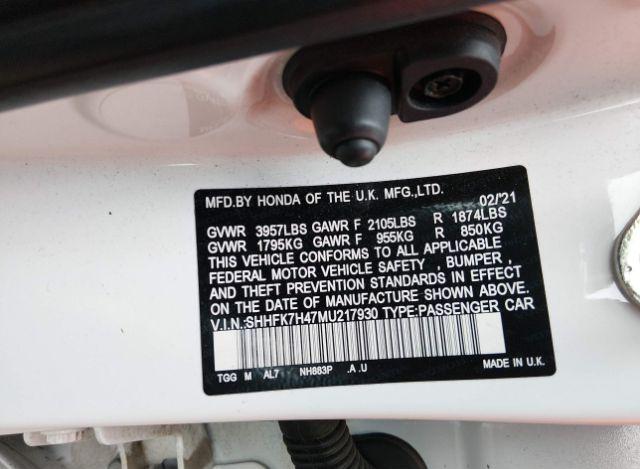 MFD.BY HONDA OF THE U.K. MFG.,LTD. 02/'21
GVWR 3957LBS GAWR F 2105LBS R 1874LBS
GVWR 1795KG GAWR F 955KG R 850KG
THIS VEHICLE CONFORMS TO ALL APPLICABLE
FEDERAL MOTOR VEHICLE SAFETY , BUMPER ,
AND THEFT PREVENTION STANDARDS IN EFFECT
ON THE DATE OF MANUFACTURE SHOWN ABOVE.
V.I.N.:SHHFK7H47MU217930 TYPE:PASSENGER CAR
TGG M AL7 NH883P .A .U MADE IN U.K.